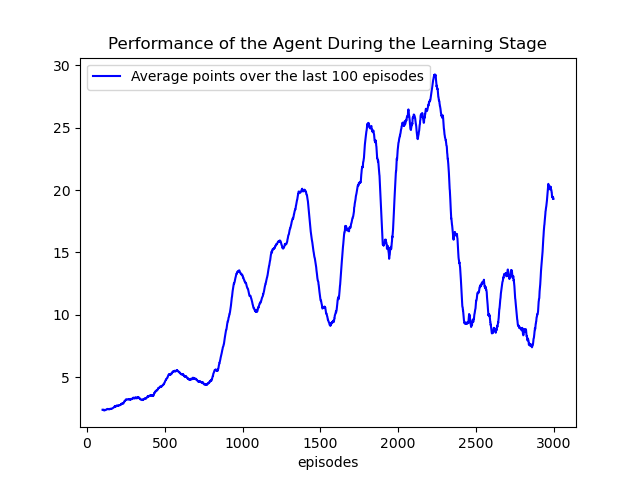 Performance of the Agent During the Learning Stage
Average points over the last 100 episodes
30
25
20
15
10
5
0 500 1000 1500 2000 2500 3000
episodes